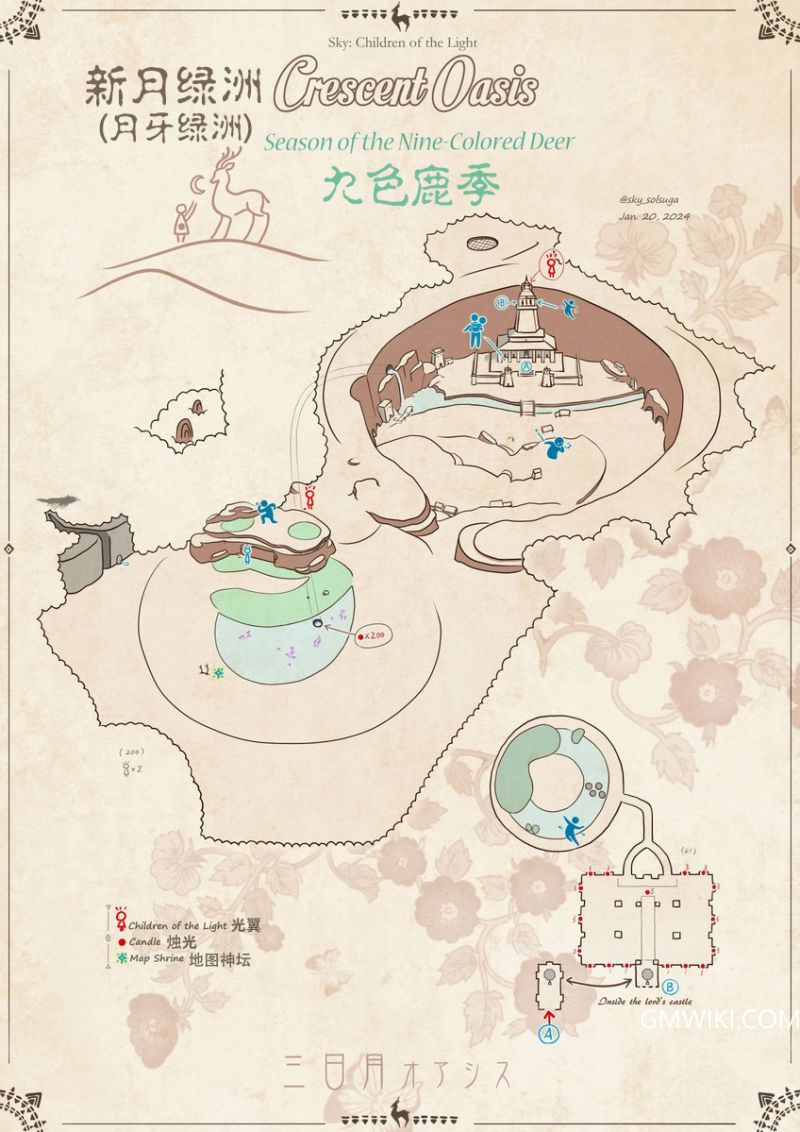 Sky: Children of the Light
新月绿洲 Crescent Oasis
(月牙绿洲)
Season of the Nine-Colored Deer
九色鹿季
@sky_solsuga
Jan. 20, 2024
B
A
x200
(200)
x2
(41)
5
Children of the Light 光翼
Candle 烛光
Map Shrine 地图神坛
B
Inside the lord's castle
A
GMWIKI.COM
三日月オアシス